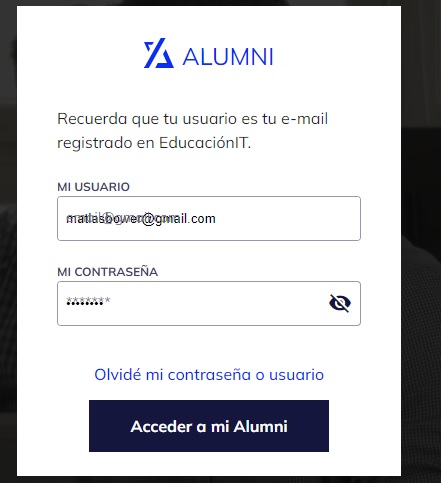 ALUMNI
Recuerda que tu usuario es tu e-mail
registrado en EducaciónIT.
MI USUARIO
matiasbower@gmail.com
MI CONTRASEÑA
Olvidé mi contraseña o usuario
Acceder a mi Alumni